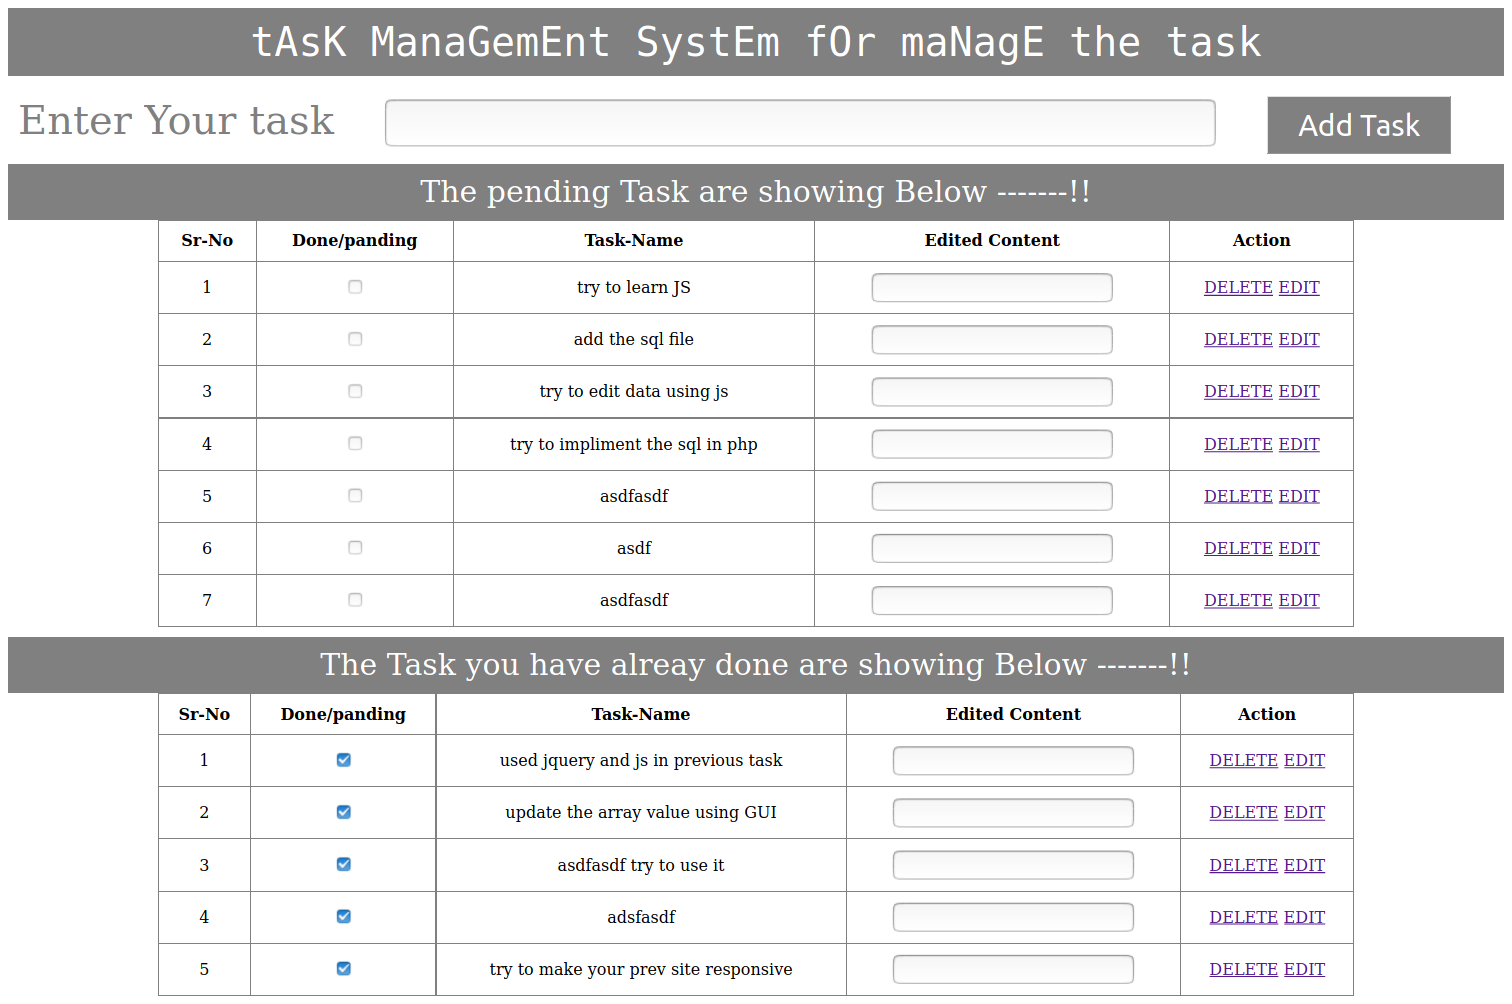 tAsK ManaGemEnt SystEm fOr maNagE the task
Enter Your task Add Task
The pending Task are showing Below -------!!
Sr-No Done/panding Task-Name Edited Content Action
1 try to learn JS DELETE EDIT
2 add the sql file DELETE EDIT
3 try to edit data using js DELETE EDIT
4 try to impliment the sql in php DELETE EDIT
5 asdfasdf DELETE EDIT
6 asdf DELETE EDIT
7 asdfasdf DELETE EDIT
The Task you have alreay done are showing Below -------!!
Sr-No Done/panding Task-Name Edited Content Action
1 used jquery and js in previous task DELETE EDIT
2 update the array value using GUI DELETE EDIT
3 asdfasdf try to use it DELETE EDIT
4 adsfasdf DELETE EDIT
5 try to make your prev site responsive DELETE EDIT